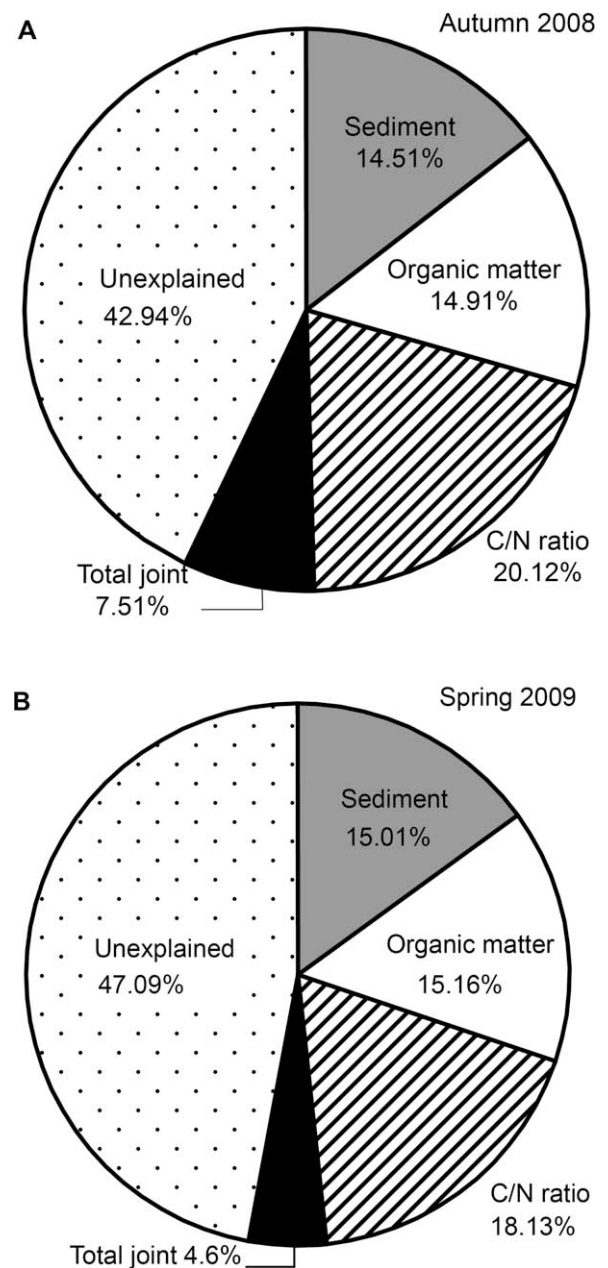 A
Autumn 2008
Sediment
14.51%
Organic matter
14.91%
C/N ratio
20.12%
Total joint
7.51%
Unexplained
42.94%
B
Spring 2009
Sediment
15.01%
Organic matter
15.16%
C/N ratio
18.13%
Total joint 4.6%
Unexplained
47.09%